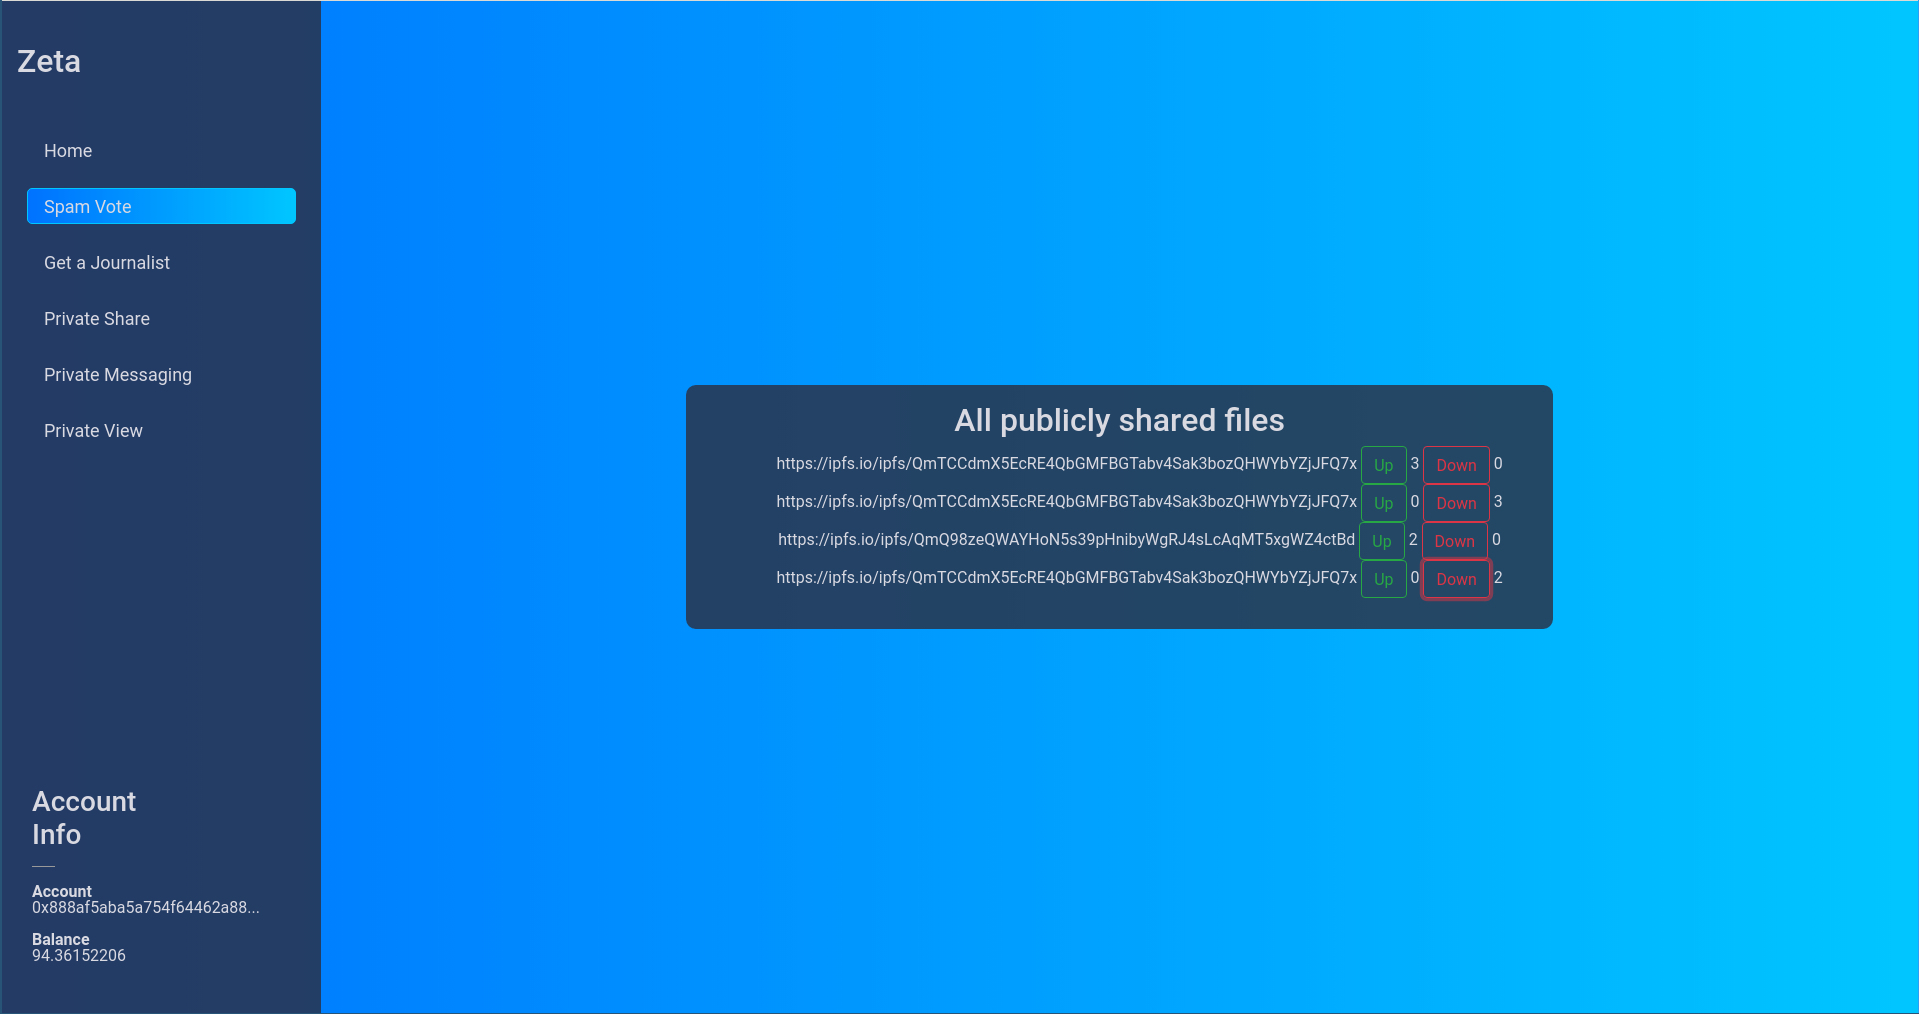 Zeta
Home
Spam Vote
Get a Journalist
Private Share
Private Messaging
Private View
Account
Info
Account
0x888af5aba5a754f64462a88...
Balance
94.36152206
All publicly shared files
https://ipfs.io/ipfs/QmTCCdmX5EcRE4QbGMFBGTabv4Sak3bozQHWYbYZjJFQ7x Up 3 Down 0
https://ipfs.io/ipfs/QmTCCdmX5EcRE4QbGMFBGTabv4Sak3bozQHWYbYZjJFQ7x Up 0 Down 3
https://ipfs.io/ipfs/QmQ98zeQWAYHoN5s39pHnibyWgRJ4sLcAqMT5xgWZ4ctBd Up 2 Down 0
https://ipfs.io/ipfs/QmTCCdmX5EcRE4QbGMFBGTabv4Sak3bozQHWYbYZjJFQ7x Up 0 Down 2